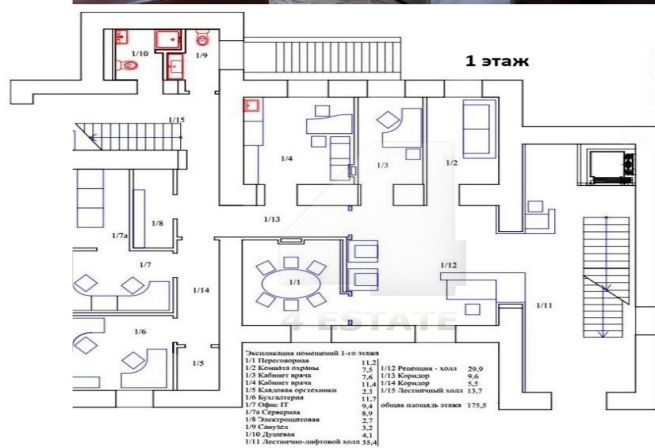 1 этаж
1/10
1/9
1/15
1/4
1/3
1/2
1/7а
1/8
1/13
1/7
1/14
1/1
1/12
1/11
1/6
1/5
4 ESTATE
Экспликация помещений 1-го этажа
1/1 Переговорная 11,2
1/2 Комната охраны 7,5
1/3 Кабинет врача 7,6
1/4 Кабинет врача 11,4
1/5 Кладовая оргтехники 2,3
1/6 Бухгалтерия 11,7
1/7 Офис IT 9,4
1/7а Серверная 8,9
1/8 Электрощитовая 2,7
1/9 Санузел 3,2
1/10 Душевая 4,1
1/11 Лестнично-лифтовой холл 35,4
1/12 Рецепция - холл 29,9
1/13 Коридор 9,6
1/14 Коридор 5,5
1/15 Лестничный холл 13,7
общая площадь этажа 175,5